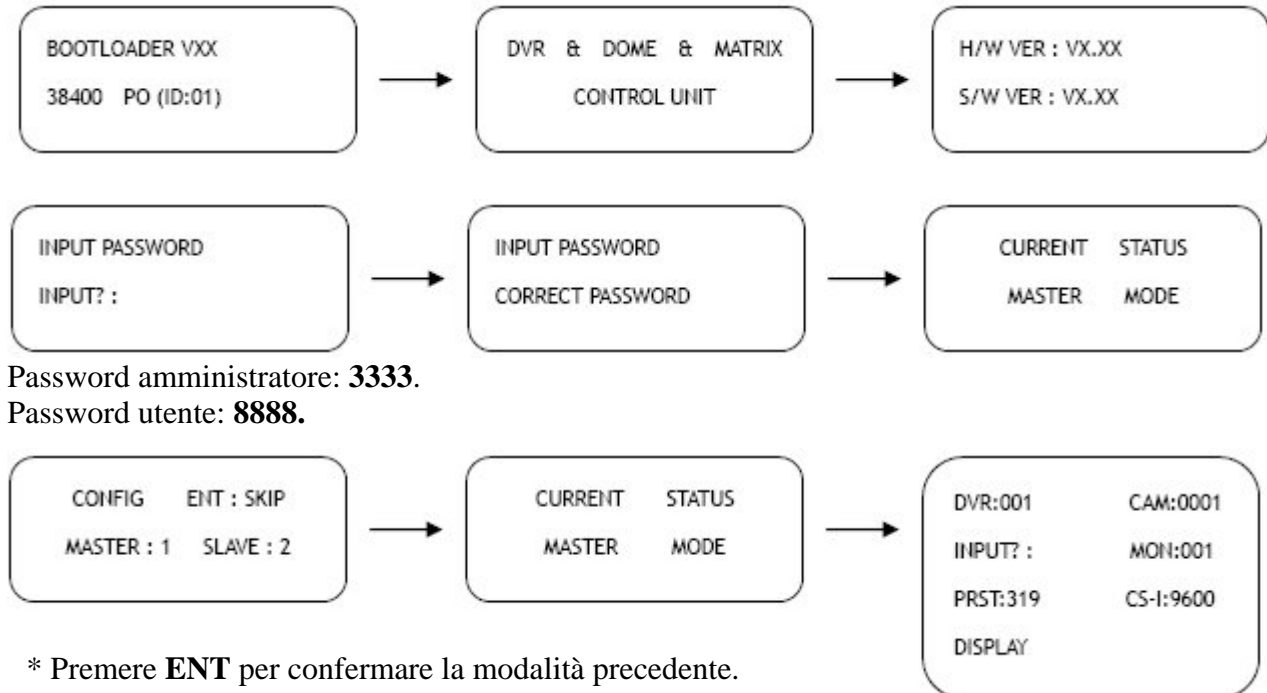 BOOTLOADER VXX
38400 PO (ID:01)
DVR & DOME & MATRIX
CONTROL UNIT
H/W VER : VX.XX
S/W VER : VX.XX
INPUT PASSWORD
INPUT? :
INPUT PASSWORD
CORRECT PASSWORD
CURRENT STATUS
MASTER MODE
Password amministratore: 3333.
Password utente: 8888.
CONFIG ENT : SKIP
MASTER : 1 SLAVE : 2
CURRENT STATUS
MASTER MODE
DVR:001 CAM:0001
INPUT? : MON:001
PRST:319 CS-I:9600
DISPLAY
* Premere ENT per confermare la modalità precedente.